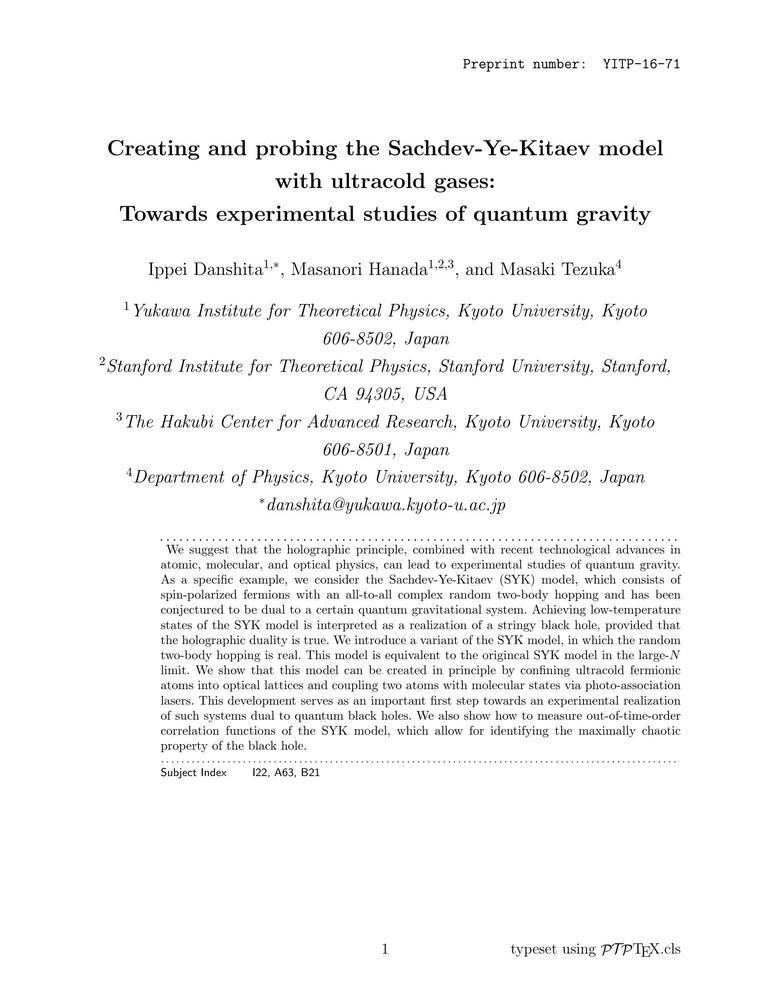 Preprint number: YITP-16-71
Creating and probing the Sachdev-Ye-Kitaev model
with ultracold gases:
Towards experimental studies of quantum gravity
Ippei Danshita1,∗, Masanori Hanada1,2,3, and Masaki Tezuka4
1Yukawa Institute for Theoretical Physics, Kyoto University, Kyoto
606-8502, Japan
2Stanford Institute for Theoretical Physics, Stanford University, Stanford,
CA 94305, USA
3The Hakubi Center for Advanced Research, Kyoto University, Kyoto
606-8501, Japan
4Department of Physics, Kyoto University, Kyoto 606-8502, Japan
∗danshita@yukawa.kyoto-u.ac.jp
We suggest that the holographic principle, combined with recent technological advances in
atomic, molecular, and optical physics, can lead to experimental studies of quantum gravity.
As a specific example, we consider the Sachdev-Ye-Kitaev (SYK) model, which consists of
spin-polarized fermions with an all-to-all complex random two-body hopping and has been
conjectured to be dual to a certain quantum gravitational system. Achieving low-temperature
states of the SYK model is interpreted as a realization of a stringy black hole, provided that
the holographic duality is true. We introduce a variant of the SYK model, in which the random
two-body hopping is real. This model is equivalent to the origincal SYK model in the large-N
limit. We show that this model can be created in principle by confining ultracold fermionic
atoms into optical lattices and coupling two atoms with molecular states via photo-association
lasers. This development serves as an important first step towards an experimental realization
of such systems dual to quantum black holes. We also show how to measure out-of-time-order
correlation functions of the SYK model, which allow for identifying the maximally chaotic
property of the black hole.
Subject Index I22, A63, B21
1 typeset using PTPTEX.cls